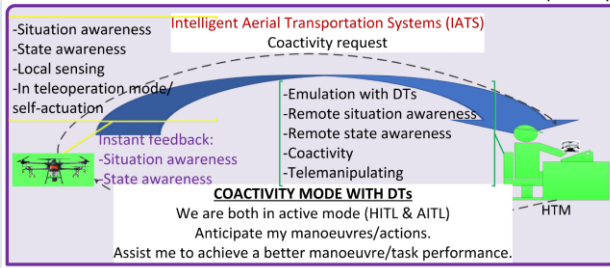 Intelligent Aerial Transportation Systems (IATS)
Coactivity request
-Situation awareness
-State awareness
-Local sensing
-In teleoperation mode/
self-actuation
-Emulation with DTs
-Remote situation awareness
-Remote state awareness
-Coactivity
-Telemanipulating
Instant feedback:
-Situation awareness
-State awareness
HTM
COACTIVITY MODE WITH DTs
We are both in active mode (HITL & AITL)
Anticipate my manoeuvres/actions.
Assist me to achieve a better manoeuvre/task performance.